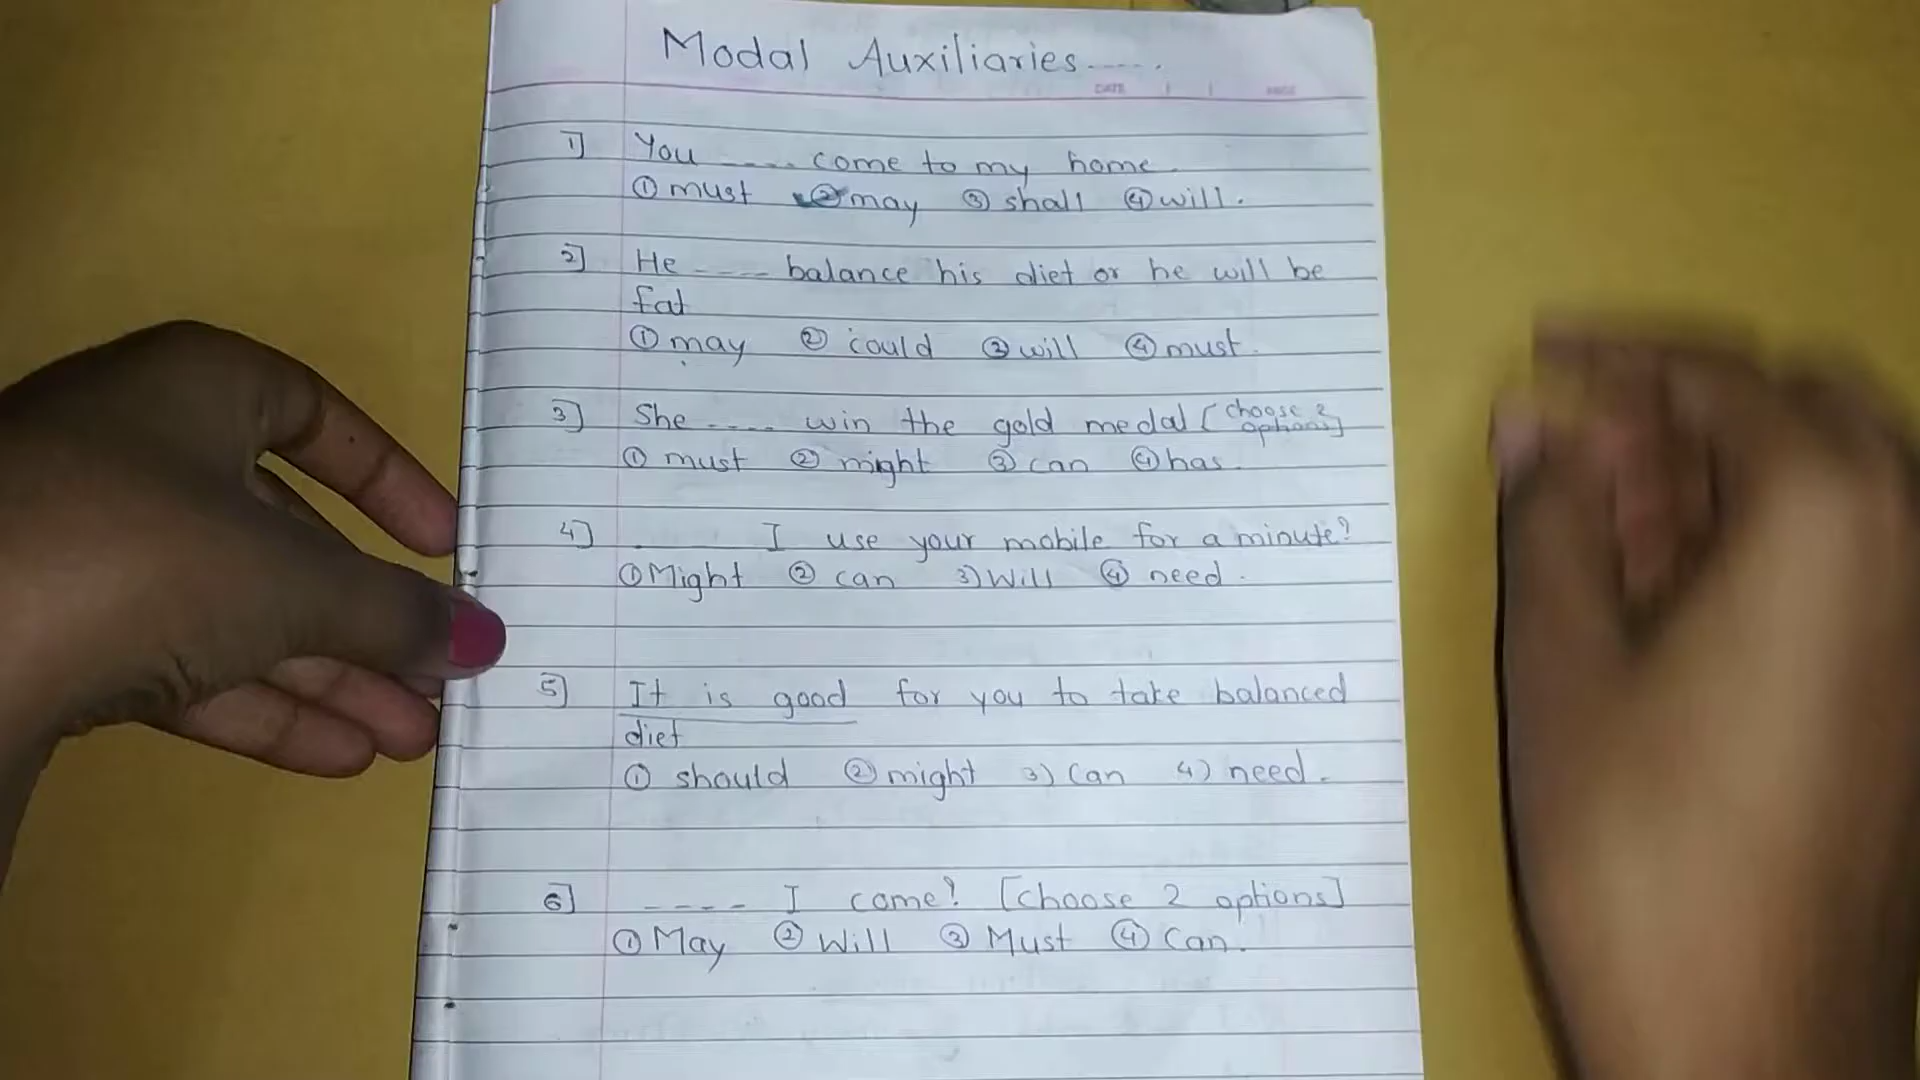 Modal Auxiliaries.....
DATE PAGE
1] You .... come to my home.
① must ② may ③ shall ④ will.
2] He .... balance his diet or he will be
fat
① may ② could ③ will ④ must.
3] She .... win the gold medal [choose 2
options]
① must ② might ③ can ④ has.
4] ____ I use your mobile for a minute?
① Might ② can 3) Will ④ need.
5] It is good for you to take balanced
diet
① should ② might 3) Can 4) need.
6] ---- I come? [choose 2 options]
① May ② Will ③ Must ④ Can.